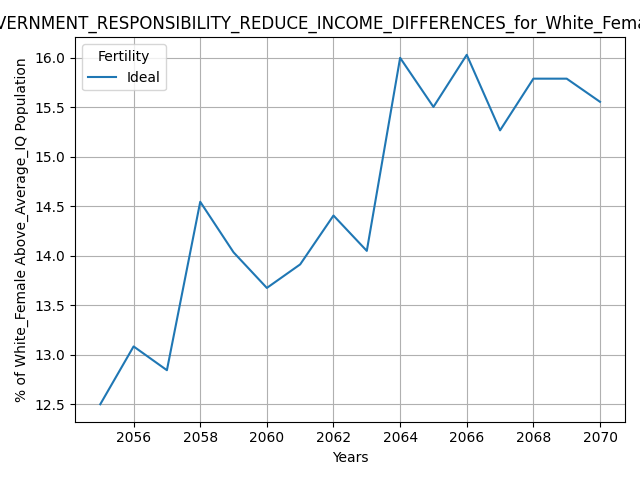 VERNMENT_RESPONSIBILITY_REDUCE_INCOME_DIFFERENCES_for_White_Fema
Fertility
Ideal
% of White_Female Above_Average_IQ Population
16.0
15.5
15.0
14.5
14.0
13.5
13.0
12.5
2056 2058 2060 2062 2064 2066 2068 2070
Years